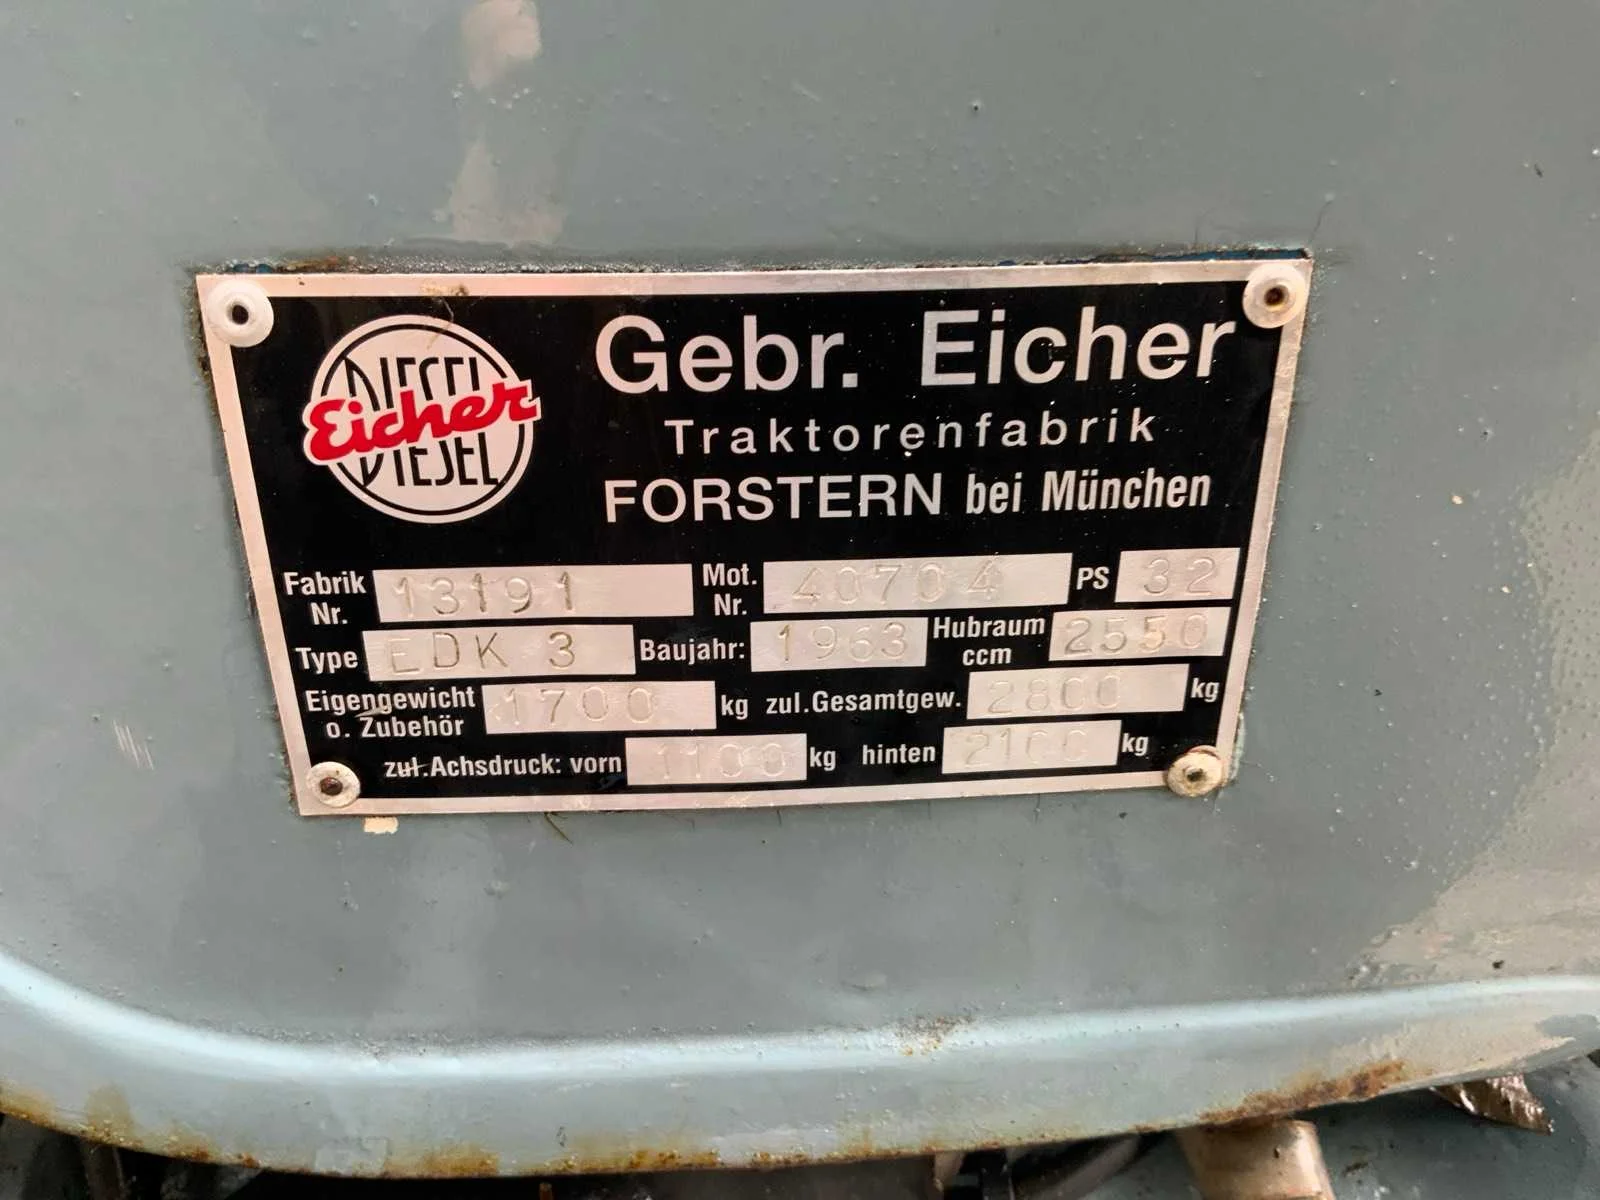 DIESEL
Eicher
DIESEL
Gebr. Eicher
Traktorenfabrik
FORSTERN bei München
Fabrik Nr. 13191 Mot. Nr. 40704 PS 32
Type EDK 3 Baujahr: 1963 Hubraum ccm 2550
Eigengewicht o. Zubehör 1700 kg zul.Gesamtgew. 2800 kg
zul.Achsdruck: vorn 1100 kg hinten 2100 kg